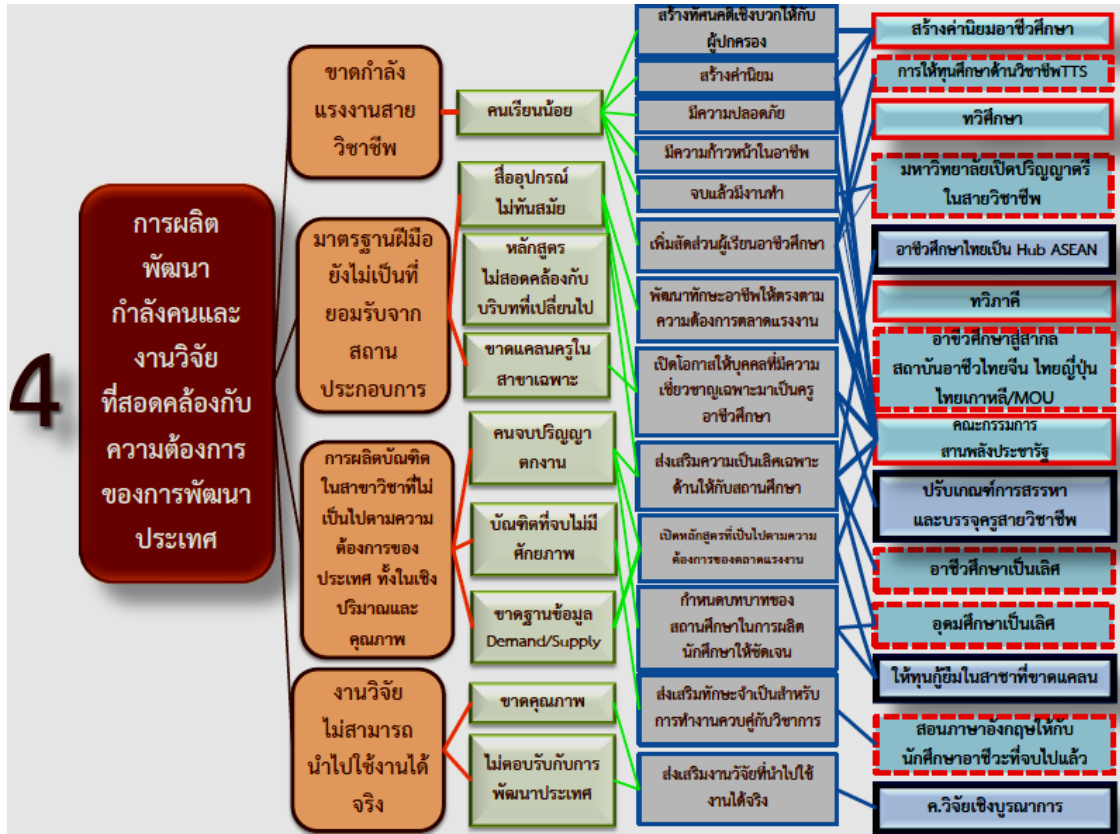 4
การผลิต
พัฒนา
กำลังคนและ
งานวิจัย
ที่สอดคล้องกับ
ความต้องการ
ของการพัฒนา
ประเทศ
ขาดกำลัง
แรงงานสาย
วิชาชีพ
มาตรฐานฝีมือ
ยังไม่เป็นที่
ยอมรับจาก
สถาน
ประกอบการ
การผลิตบัณฑิต
ในสาขาวิชาที่ไม่
เป็นไปตามความ
ต้องการของ
ประเทศ ทั้งในเชิง
ปริมาณและ
คุณภาพ
งานวิจัย
ไม่สามารถ
นำไปใช้งานได้
จริง
คนเรียนน้อย
สื่ออุปกรณ์
ไม่ทันสมัย
หลักสูตร
ไม่สอดคล้องกับ
บริบทที่เปลี่ยนไป
ขาดแคลนครูใน
สาขาเฉพาะ
คนจบปริญญา
ตกงาน
บัณฑิตที่จบไม่มี
ศักยภาพ
ขาดฐานข้อมูล
Demand/Supply
ขาดคุณภาพ
ไม่ตอบรับกับการ
พัฒนาประเทศ
สร้างทัศนคติเชิงบวกให้กับ
ผู้ปกครอง
สร้างค่านิยม
มีความปลอดภัย
มีความก้าวหน้าในอาชีพ
จบแล้วมีงานทำ
เพิ่มสัดส่วนผู้เรียนอาชีวศึกษา
พัฒนาทักษะอาชีพให้ตรงตาม
ความต้องการตลาดแรงงาน
เปิดโอกาสให้บุคคลที่มีความ
เชี่ยวชาญเฉพาะมาเป็นครู
อาชีวศึกษา
ส่งเสริมความเป็นเลิศเฉพาะ
ด้านให้กับสถานศึกษา
เปิดหลักสูตรที่เป็นไปตามความ
ต้องการของตลาดแรงงาน
กำหนดบทบาทของ
สถานศึกษาในการผลิต
นักศึกษาให้ชัดเจน
ส่งเสริมทักษะจำเป็นสำหรับ
การทำงานควบคู่กับวิชาการ
ส่งเสริมงานวิจัยที่นำไปใช้
งานได้จริง
สร้างค่านิยมอาชีวศึกษา
การให้ทุนศึกษาด้านวิชาชีพTTS
ทวิศึกษา
มหาวิทยาลัยเปิดปริญญาตรี
ในสายวิชาชีพ
อาชีวศึกษาไทยเป็น Hub ASEAN
ทวิภาคี
อาชีวศึกษาสู่สากล
สถาบันอาชีวไทยจีน ไทยญี่ปุ่น
ไทยเกาหลี/MOU
คณะกรรมการ
สานพลังประชารัฐ
ปรับเกณฑ์การสรรหา
และบรรจุครูสายวิชาชีพ
อาชีวศึกษาเป็นเลิศ
อุดมศึกษาเป็นเลิศ
ให้ทุนกู้ยืมในสาขาที่ขาดแคลน
สอนภาษาอังกฤษให้กับ
นักศึกษาอาชีวะที่จบไปแล้ว
ค.วิจัยเชิงบูรณาการ